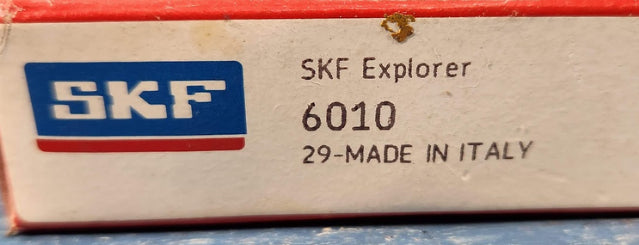 SKF
SKF Explorer
6010
29-MADE IN ITALY